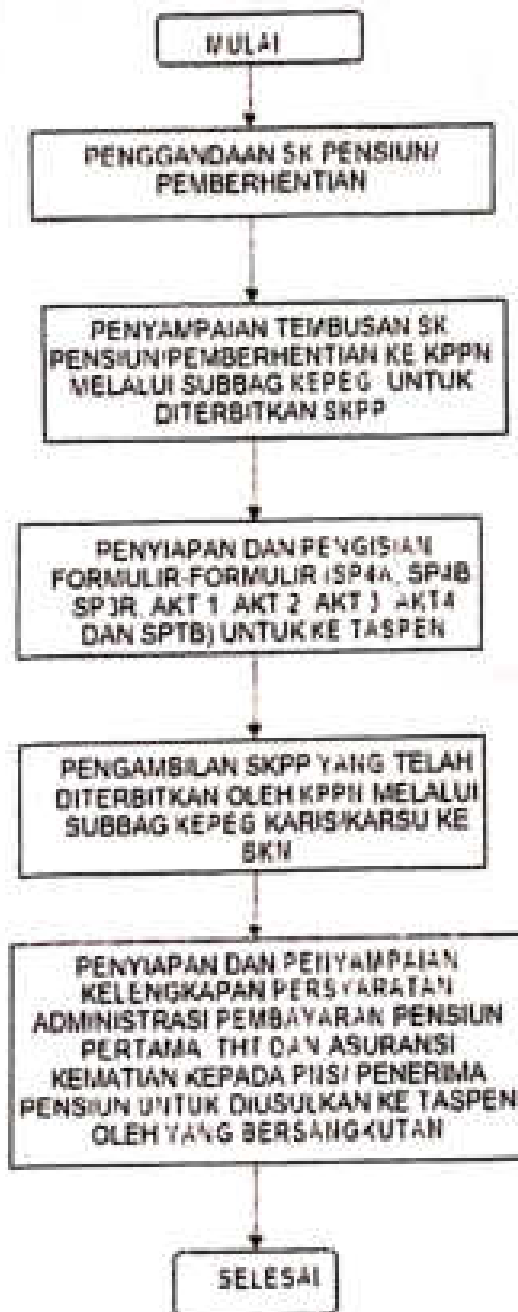 MULAI
PENGGANDAAN SK PENSIUN/
PEMBERHENTIAN
PENYAMPAIAN TEMBUSAN SK
PENSIUN/PEMBERHENTIAN KE KPPN
MELALUI SUBBAG KEPEG UNTUK
DITERBITKAN SKPP
PENYIAPAN DAN PENGISIAN
FORMULIR-FORMULIR (SP4A, SP4B
SP3R, AKT 1, AKT 2, AKT 3, AKT4
DAN SPTB) UNTUK KE TASPEN
PENGAMBILAN SKPP YANG TELAH
DITERBITKAN OLEH KPPN MELALUI
SUBBAG KEPEG KARIS/KARSU KE
BKN
PENYIAPAN DAN PENYAMPAIAN
KELENGKAPAN PERSYARATAN
ADMINISTRASI PEMBAYARAN PENSIUN
PERTAMA, THT DAN ASURANSI
KEMATIAN KEPADA PNS/ PENERIMA
PENSIUN UNTUK DIUSULKAN KE TASPEN
OLEH YANG BERSANGKUTAN
SELESAI